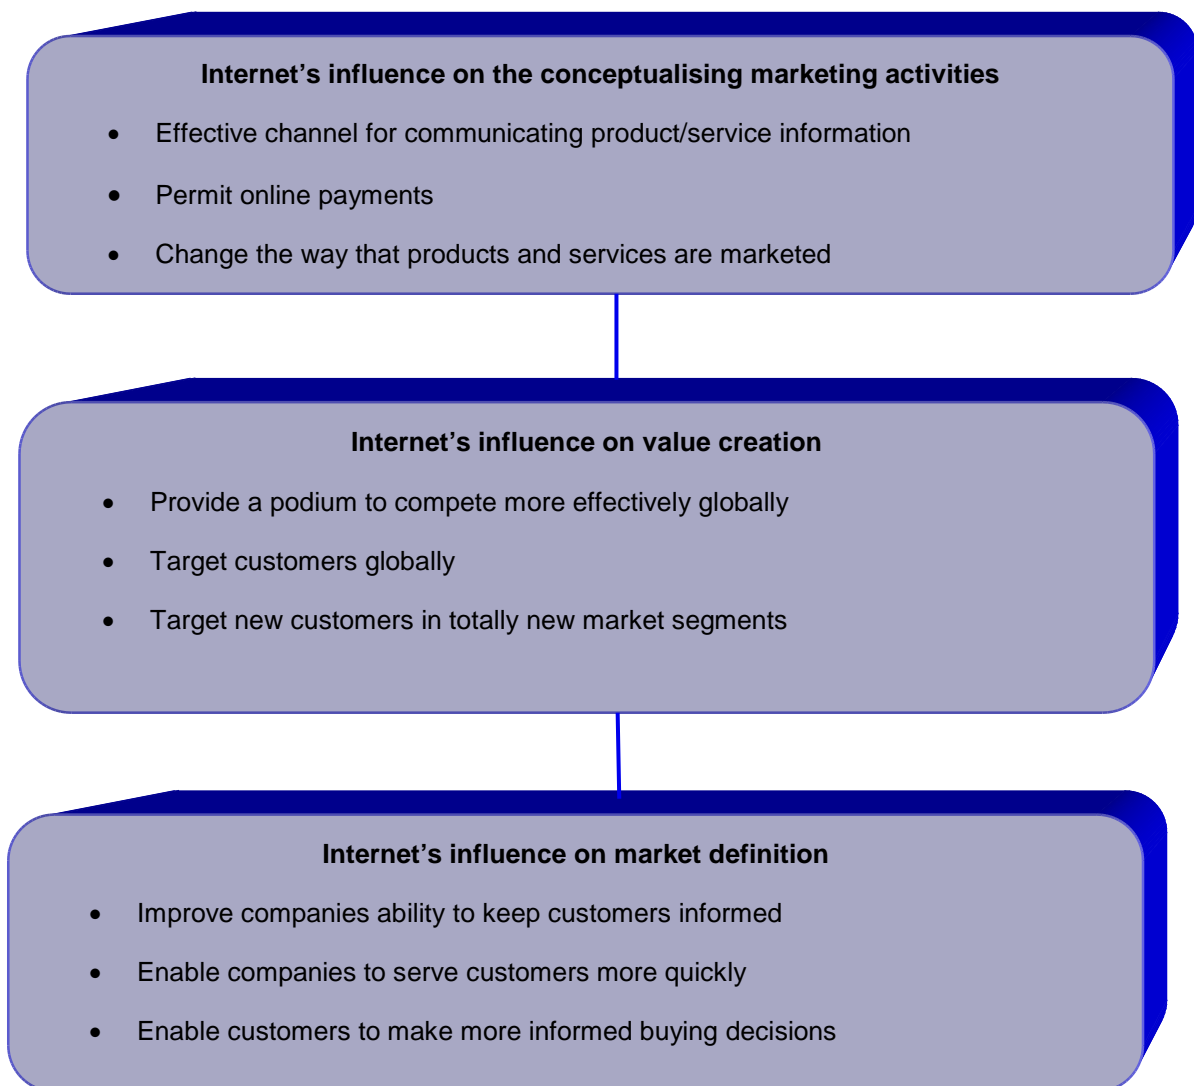 Internet’s influence on the conceptualising marketing activities
• Effective channel for communicating product/service information
• Permit online payments
• Change the way that products and services are marketed
Internet’s influence on value creation
• Provide a podium to compete more effectively globally
• Target customers globally
• Target new customers in totally new market segments
Internet’s influence on market definition
• Improve companies ability to keep customers informed
• Enable companies to serve customers more quickly
• Enable customers to make more informed buying decisions